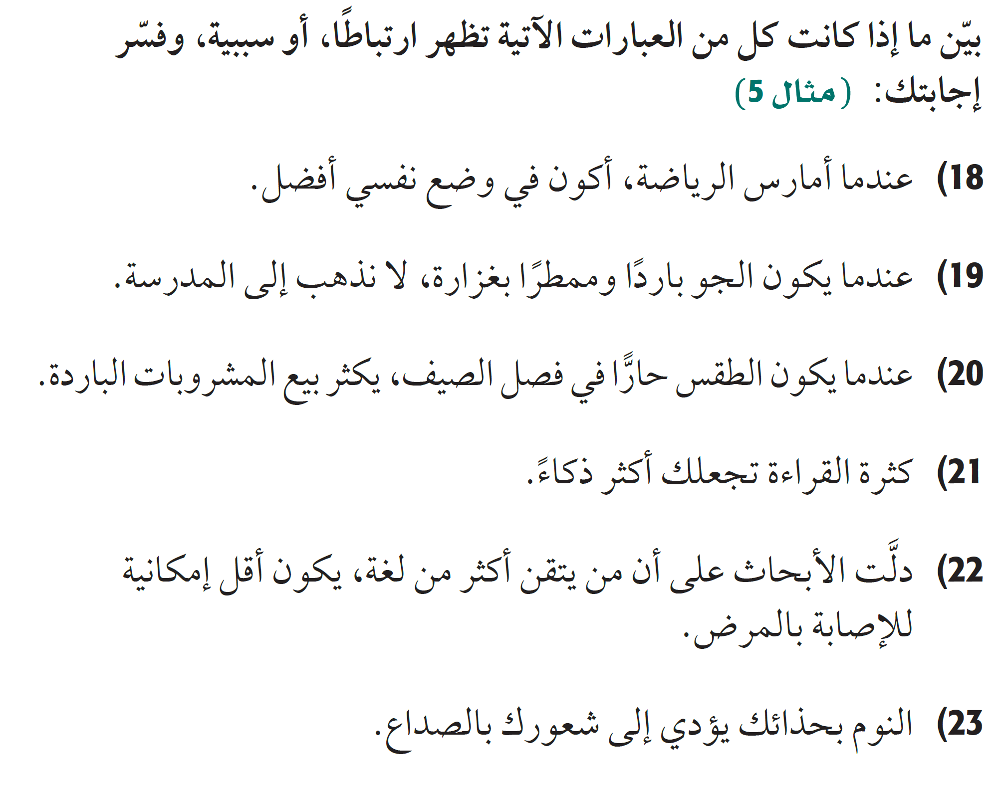 بيّن ما إذا كانت كل من العبارات الآتية تظهر ارتباطًا، أو سببية، وفسّر
إجابتك: (مثال 5)
18) عندما أمارس الرياضة، أكون في وضع نفسي أفضل.
19) عندما يكون الجو باردًا وممطرًا بغزارة، لا نذهب إلى المدرسة.
20) عندما يكون الطقس حارًّا في فصل الصيف، يكثر بيع المشروبات الباردة.
21) كثرة القراءة تجعلك أكثر ذكاءً.
22) دلَّت الأبحاث على أن من يتقن أكثر من لغة، يكون أقل إمكانية
للإصابة بالمرض.
23) النوم بحذائك يؤدي إلى شعورك بالصداع.